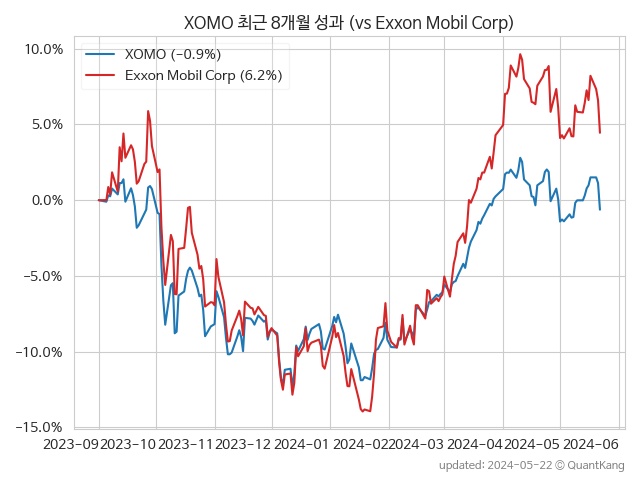 XOMO 최근 8개월 성과 (vs Exxon Mobil Corp)
XOMO (−0.9%)
Exxon Mobil Corp (6.2%)
10.0%
5.0%
0.0%
−5.0%
−10.0%
−15.0%
2023-09 2023-10 2023-11 2023-12 2024-01 2024-02 2024-03 2024-04 2024-05 2024-06
updated: 2024-05-22 © QuantKang